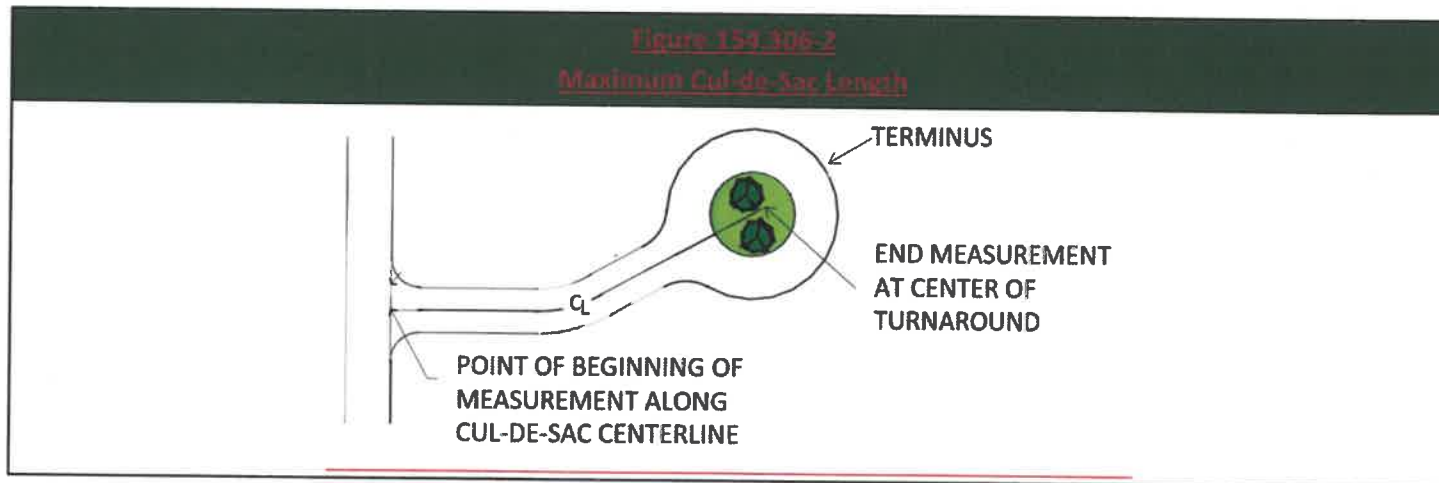 Figure 154.306-2
Maximum Cul-de-Sac Length
TERMINUS
END MEASUREMENT
AT CENTER OF
TURNAROUND
CL
POINT OF BEGINNING OF
MEASUREMENT ALONG
CUL-DE-SAC CENTERLINE